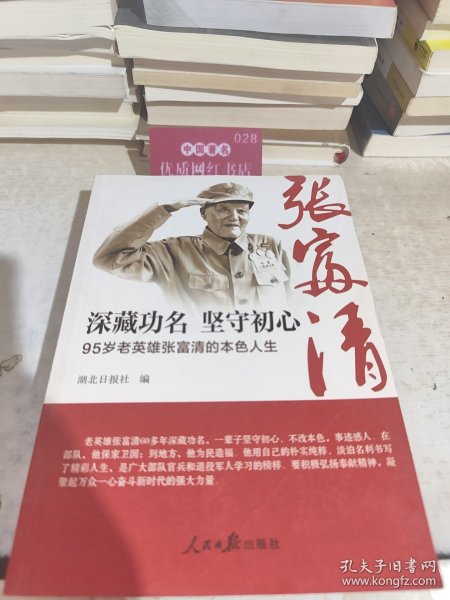 028
中国著名
优质网红书店
张富清
深藏功名 坚守初心
95岁老英雄张富清的本色人生
湖北日报社 编
老英雄张富清60多年深藏功名，一辈子坚守初心、不改本色，事迹感人。在
部队，他保家卫国；到地方，他为民造福。他用自己的朴实纯粹、淡泊名利书写
了精彩人生，是广大部队官兵和退役军人学习的榜样。要积极弘扬奉献精神，凝
聚起万众一心奋斗新时代的强大力量。
人民日报出版社
孔夫子旧书网
www.kongfz.com